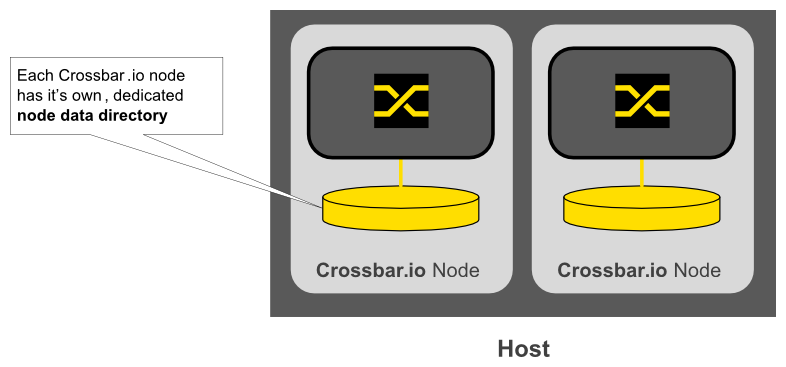 Each Crossbar.io node
has it's own, dedicated
node data directory
Crossbar.io Node
Crossbar.io Node
Host